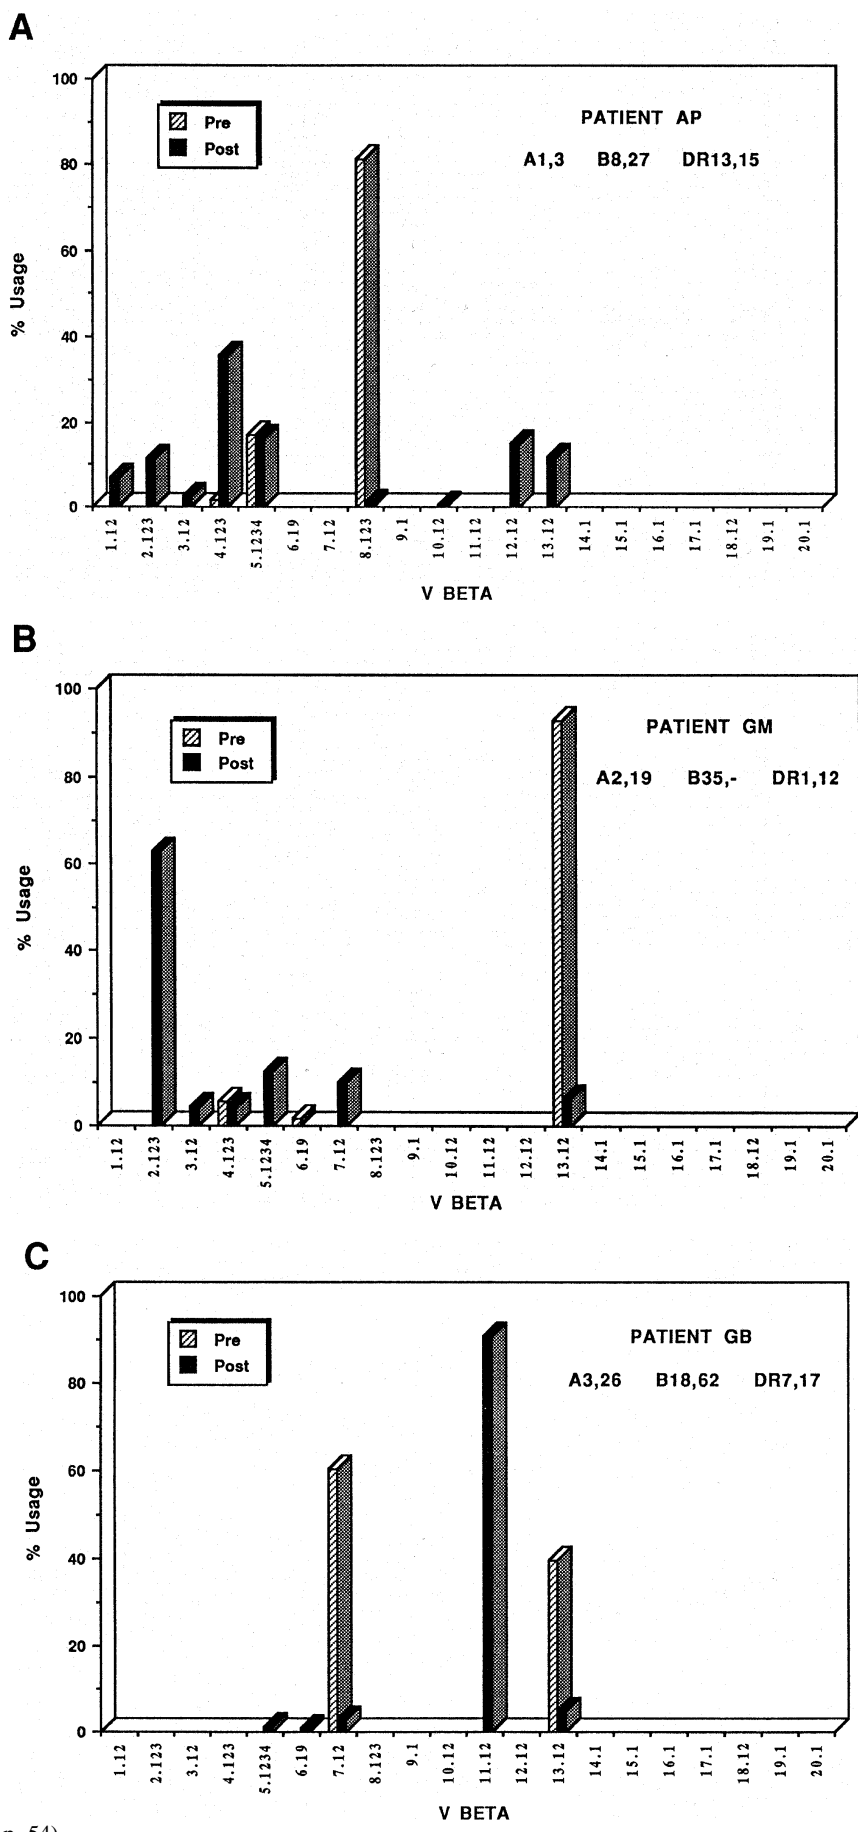 A
100
80
60
40
20
0
% Usage
Pre
Post
PATIENT AP
A1,3 B8,27 DR13,15
1.12 2.123 3.12 4.123 5.1234 6.19 7.12 8.123 9.1 10.12 11.12 12.12 13.12 14.1 15.1 16.1 17.1 18.12 19.1 20.1
V BETA
B
100
80
60
40
20
0
% Usage
Pre
Post
PATIENT GM
A2,19 B35,- DR1,12
1.12 2.123 3.12 4.123 5.1234 6.19 7.12 8.123 9.1 10.12 11.12 12.12 13.12 14.1 15.1 16.1 17.1 18.12 19.1 20.1
V BETA
C
100
80
60
40
20
0
% Usage
Pre
Post
PATIENT GB
A3,26 B18,62 DR7,17
1.12 2.123 3.12 4.123 5.1234 6.19 7.12 8.123 9.1 10.12 11.12 12.12 13.12 14.1 15.1 16.1 17.1 18.12 19.1 20.1
V BETA